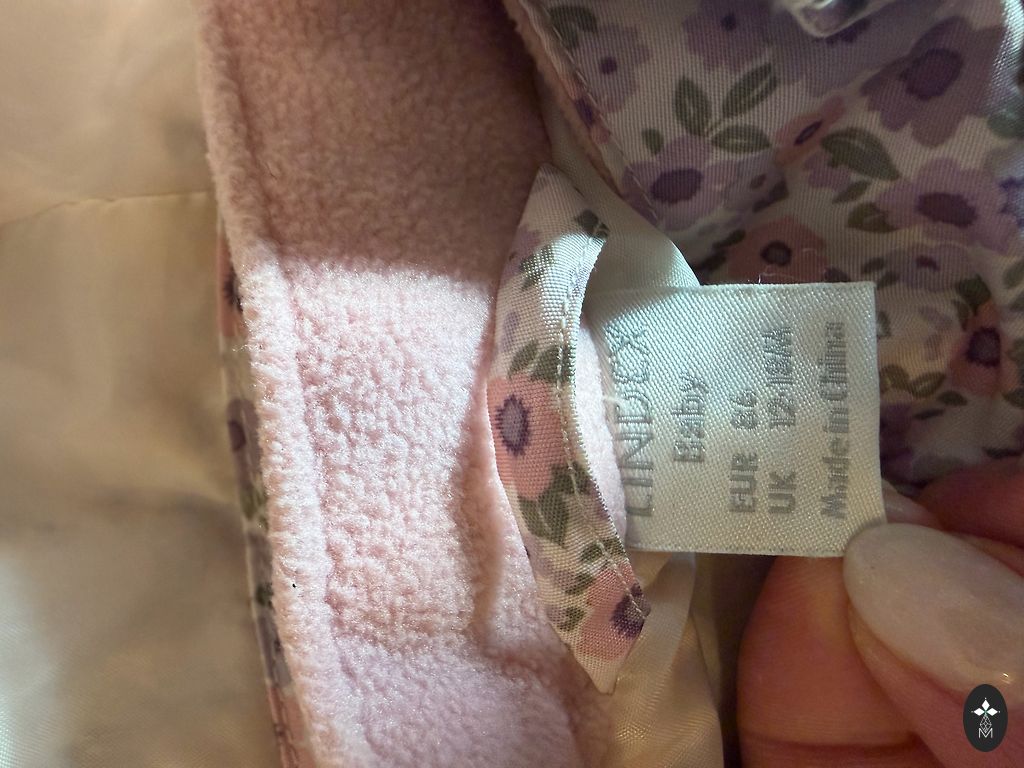 LINDEX
Baby
EUR 86
UK 12-18M
Made in China
M